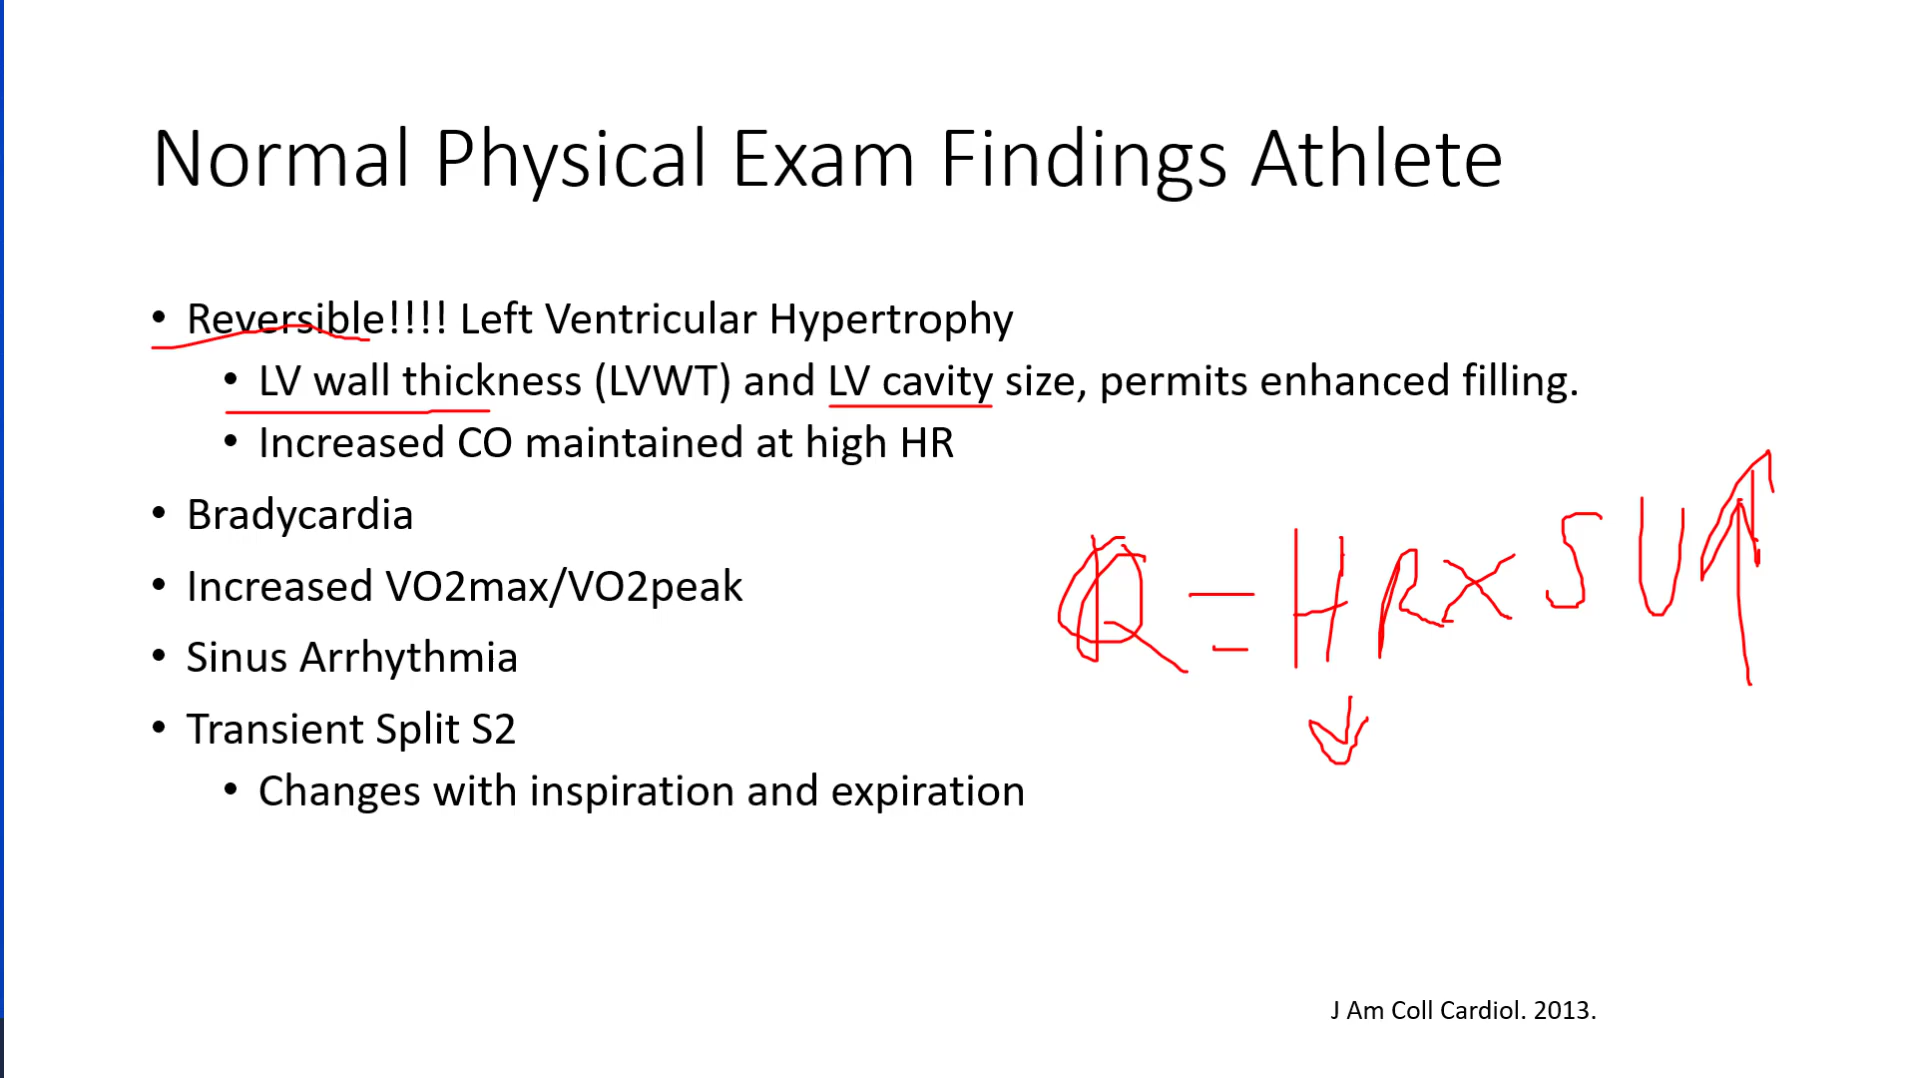 Normal Physical Exam Findings Athlete
• Reversible!!!! Left Ventricular Hypertrophy
• LV wall thickness (LVWT) and LV cavity size, permits enhanced filling.
• Increased CO maintained at high HR
• Bradycardia
• Increased VO2max/VO2peak
• Sinus Arrhythmia
• Transient Split S2
• Changes with inspiration and expiration
Q = HR x SV ↑
↓
J Am Coll Cardiol. 2013.